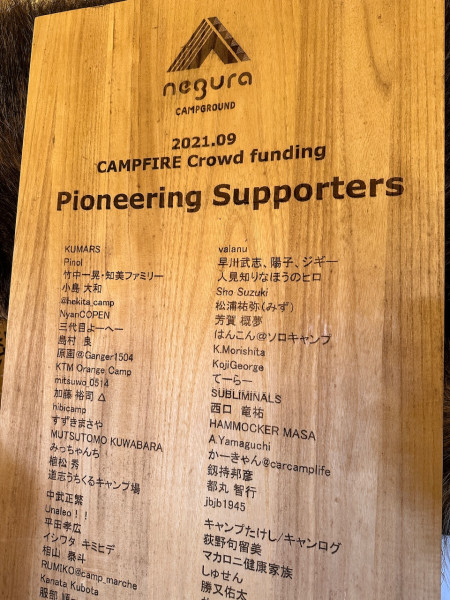 negura
CAMPGROUND
2021.09
CAMPFIRE Crowd funding
Pioneering Supporters
KUMARS
Pinol
竹中一晃・知美ファミリー
小島 大和
@hekita_camp
NyanCOPEN
三代目よーへー
島村 良
原画@Ganger1504
KTM Orange Camp
mitsuwo_0514
加藤 裕司 △
hibicamp
すずきまさや
MUTSUTOMO KUWABARA
みっちゃんち
植松 秀
道志うちくるキャンプ場
中武正繁
Unaleo！！
平田孝広
イシワタ キミヒデ
相山 泰斗
RUMIKO@camp_marche
Kanata Kubota
服部
valanu
早川武志、陽子、ジギー
人見知りなほうのヒロ
Sho Suzuki
松浦祐弥(みず)
芳賀 概夢
はんこん@ソロキャンプ
K.Morishita
KojiGeorge
てーらー
SUBLIMINALS
西口 竜祐
HAMMOCKER MASA
A.Yamaguchi
かーきゃん@carcamplife
釼持邦彦
都丸 智行
jbjb1945
キャンプたけし/キャンログ
荻野句留美
マカロニ健康家族
しゅせん
勝又佑太